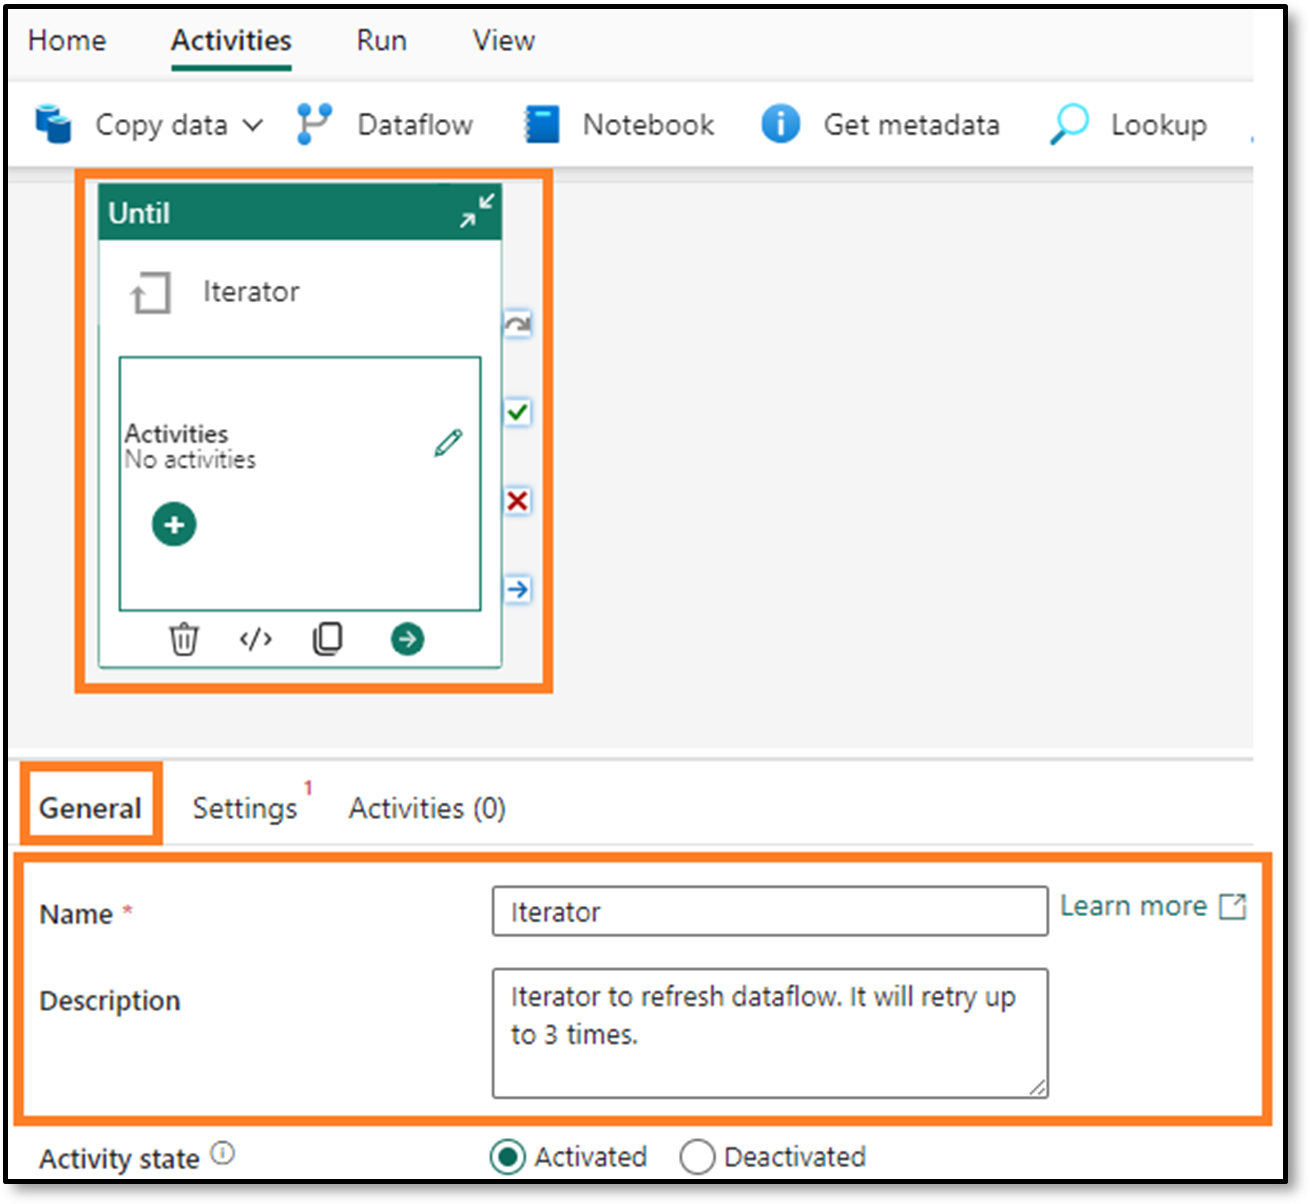 Home Activities Run View
Copy data Dataflow Notebook Get metadata Lookup
Until
Iterator
Activities
No activities
General Settings 1 Activities (0)
Name * Iterator Learn more
Description Iterator to refresh dataflow. It will retry up
to 3 times.
Activity state Activated Deactivated